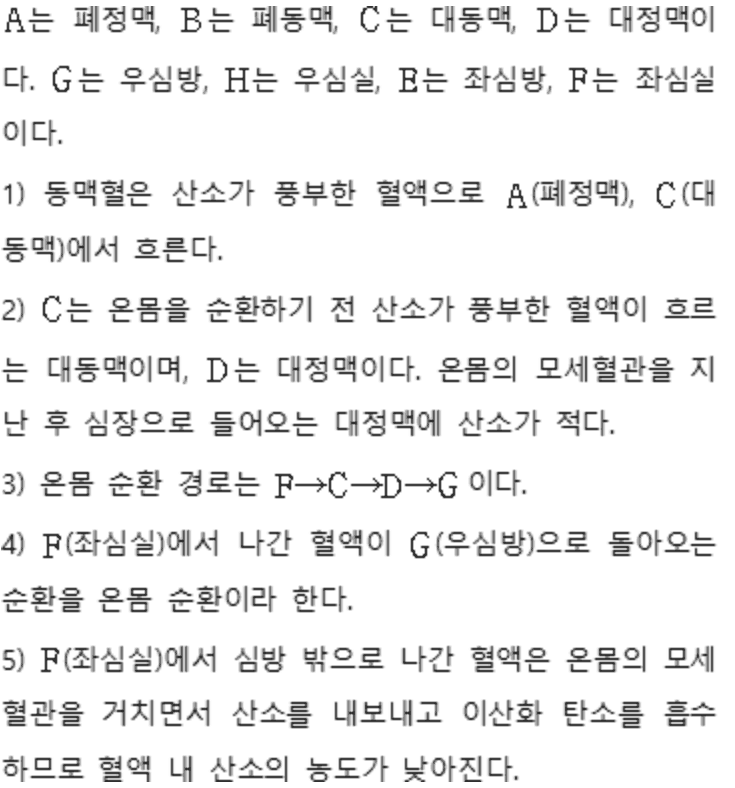 A는 폐정맥, B는 폐동맥, C는 대동맥, D는 대정맥이
다. G는 우심방, H는 우심실, E는 좌심방, F는 좌심실
이다.
1) 동맥혈은 산소가 풍부한 혈액으로 A(폐정맥), C(대
동맥)에서 흐른다.
2) C는 온몸을 순환하기 전 산소가 풍부한 혈액이 흐르
는 대동맥이며, D는 대정맥이다. 온몸의 모세혈관을 지
난 후 심장으로 들어오는 대정맥에 산소가 적다.
3) 온몸 순환 경로는 F→C→D→G 이다.
4) F(좌심실)에서 나간 혈액이 G(우심방)으로 돌아오는
순환을 온몸 순환이라 한다.
5) F(좌심실)에서 심방 밖으로 나간 혈액은 온몸의 모세
혈관을 거치면서 산소를 내보내고 이산화 탄소를 흡수
하므로 혈액 내 산소의 농도가 낮아진다.